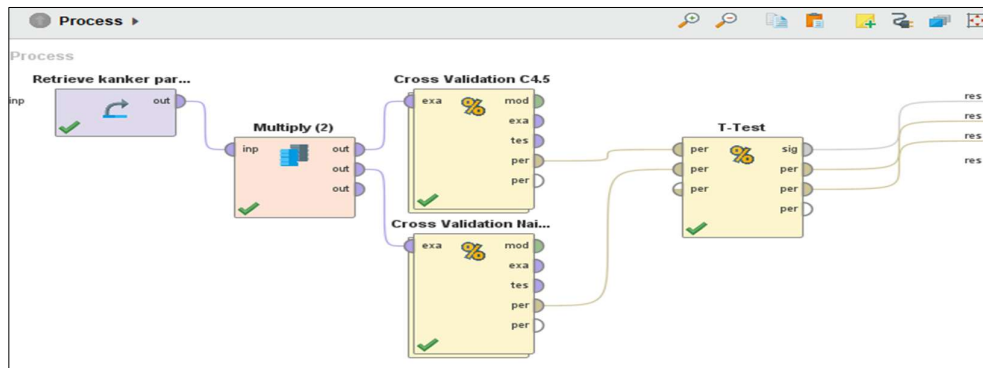 Process
Process
Retrieve kanker par...
inp
out
Multiply (2)
inp
out
out
out
Cross Validation C4.5
exa
mod
exa
tes
per
per
Cross Validation Nai...
exa
mod
exa
tes
per
per
T-Test
per
sig
per
per
per
per
per
res
res
res
res